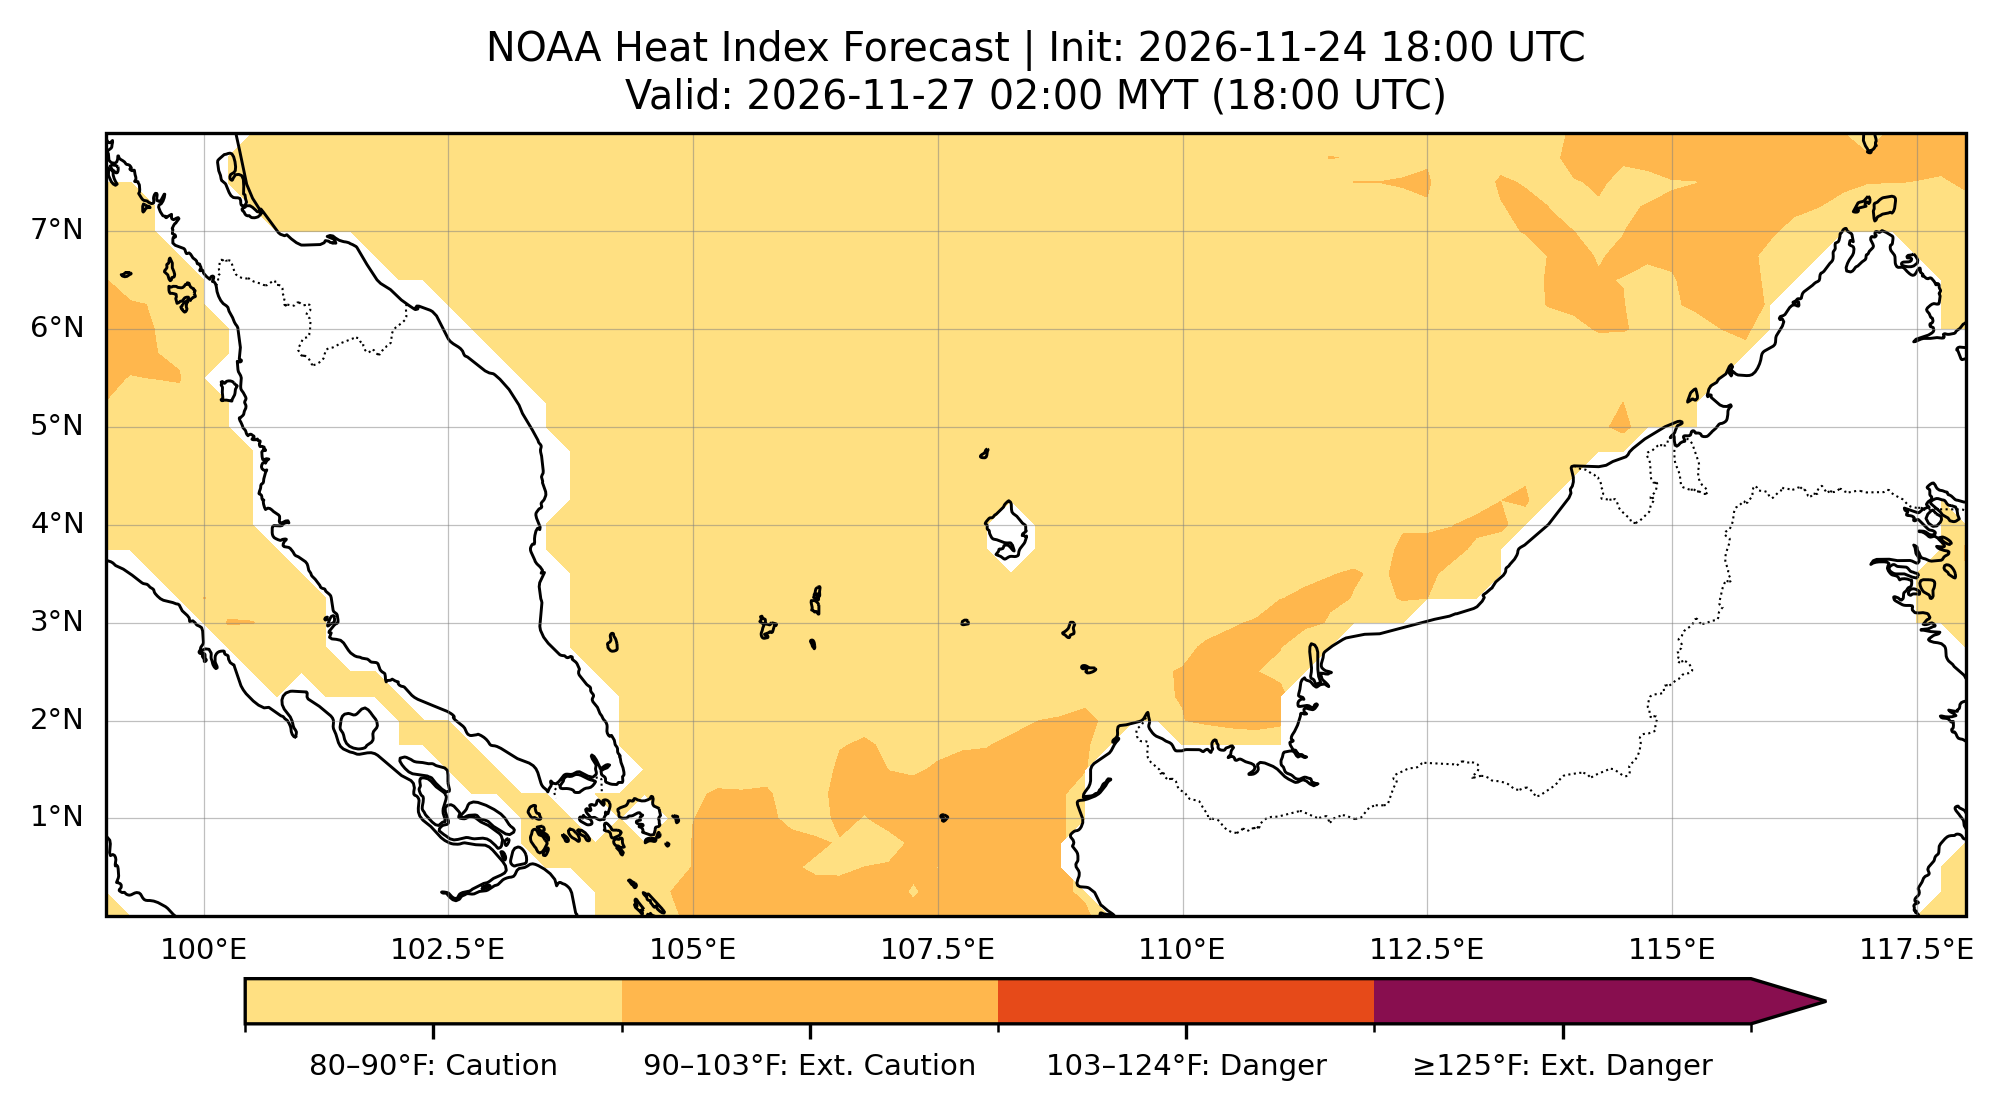 NOAA Heat Index Forecast | Init: 2026-11-24 18:00 UTC
Valid: 2026-11-27 02:00 MYT (18:00 UTC)
7°N
6°N
5°N
4°N
3°N
2°N
1°N
100°E
102.5°E
105°E
107.5°E
110°E
112.5°E
115°E
117.5°E
80–90°F: Caution
90–103°F: Ext. Caution
103–124°F: Danger
≥125°F: Ext. Danger